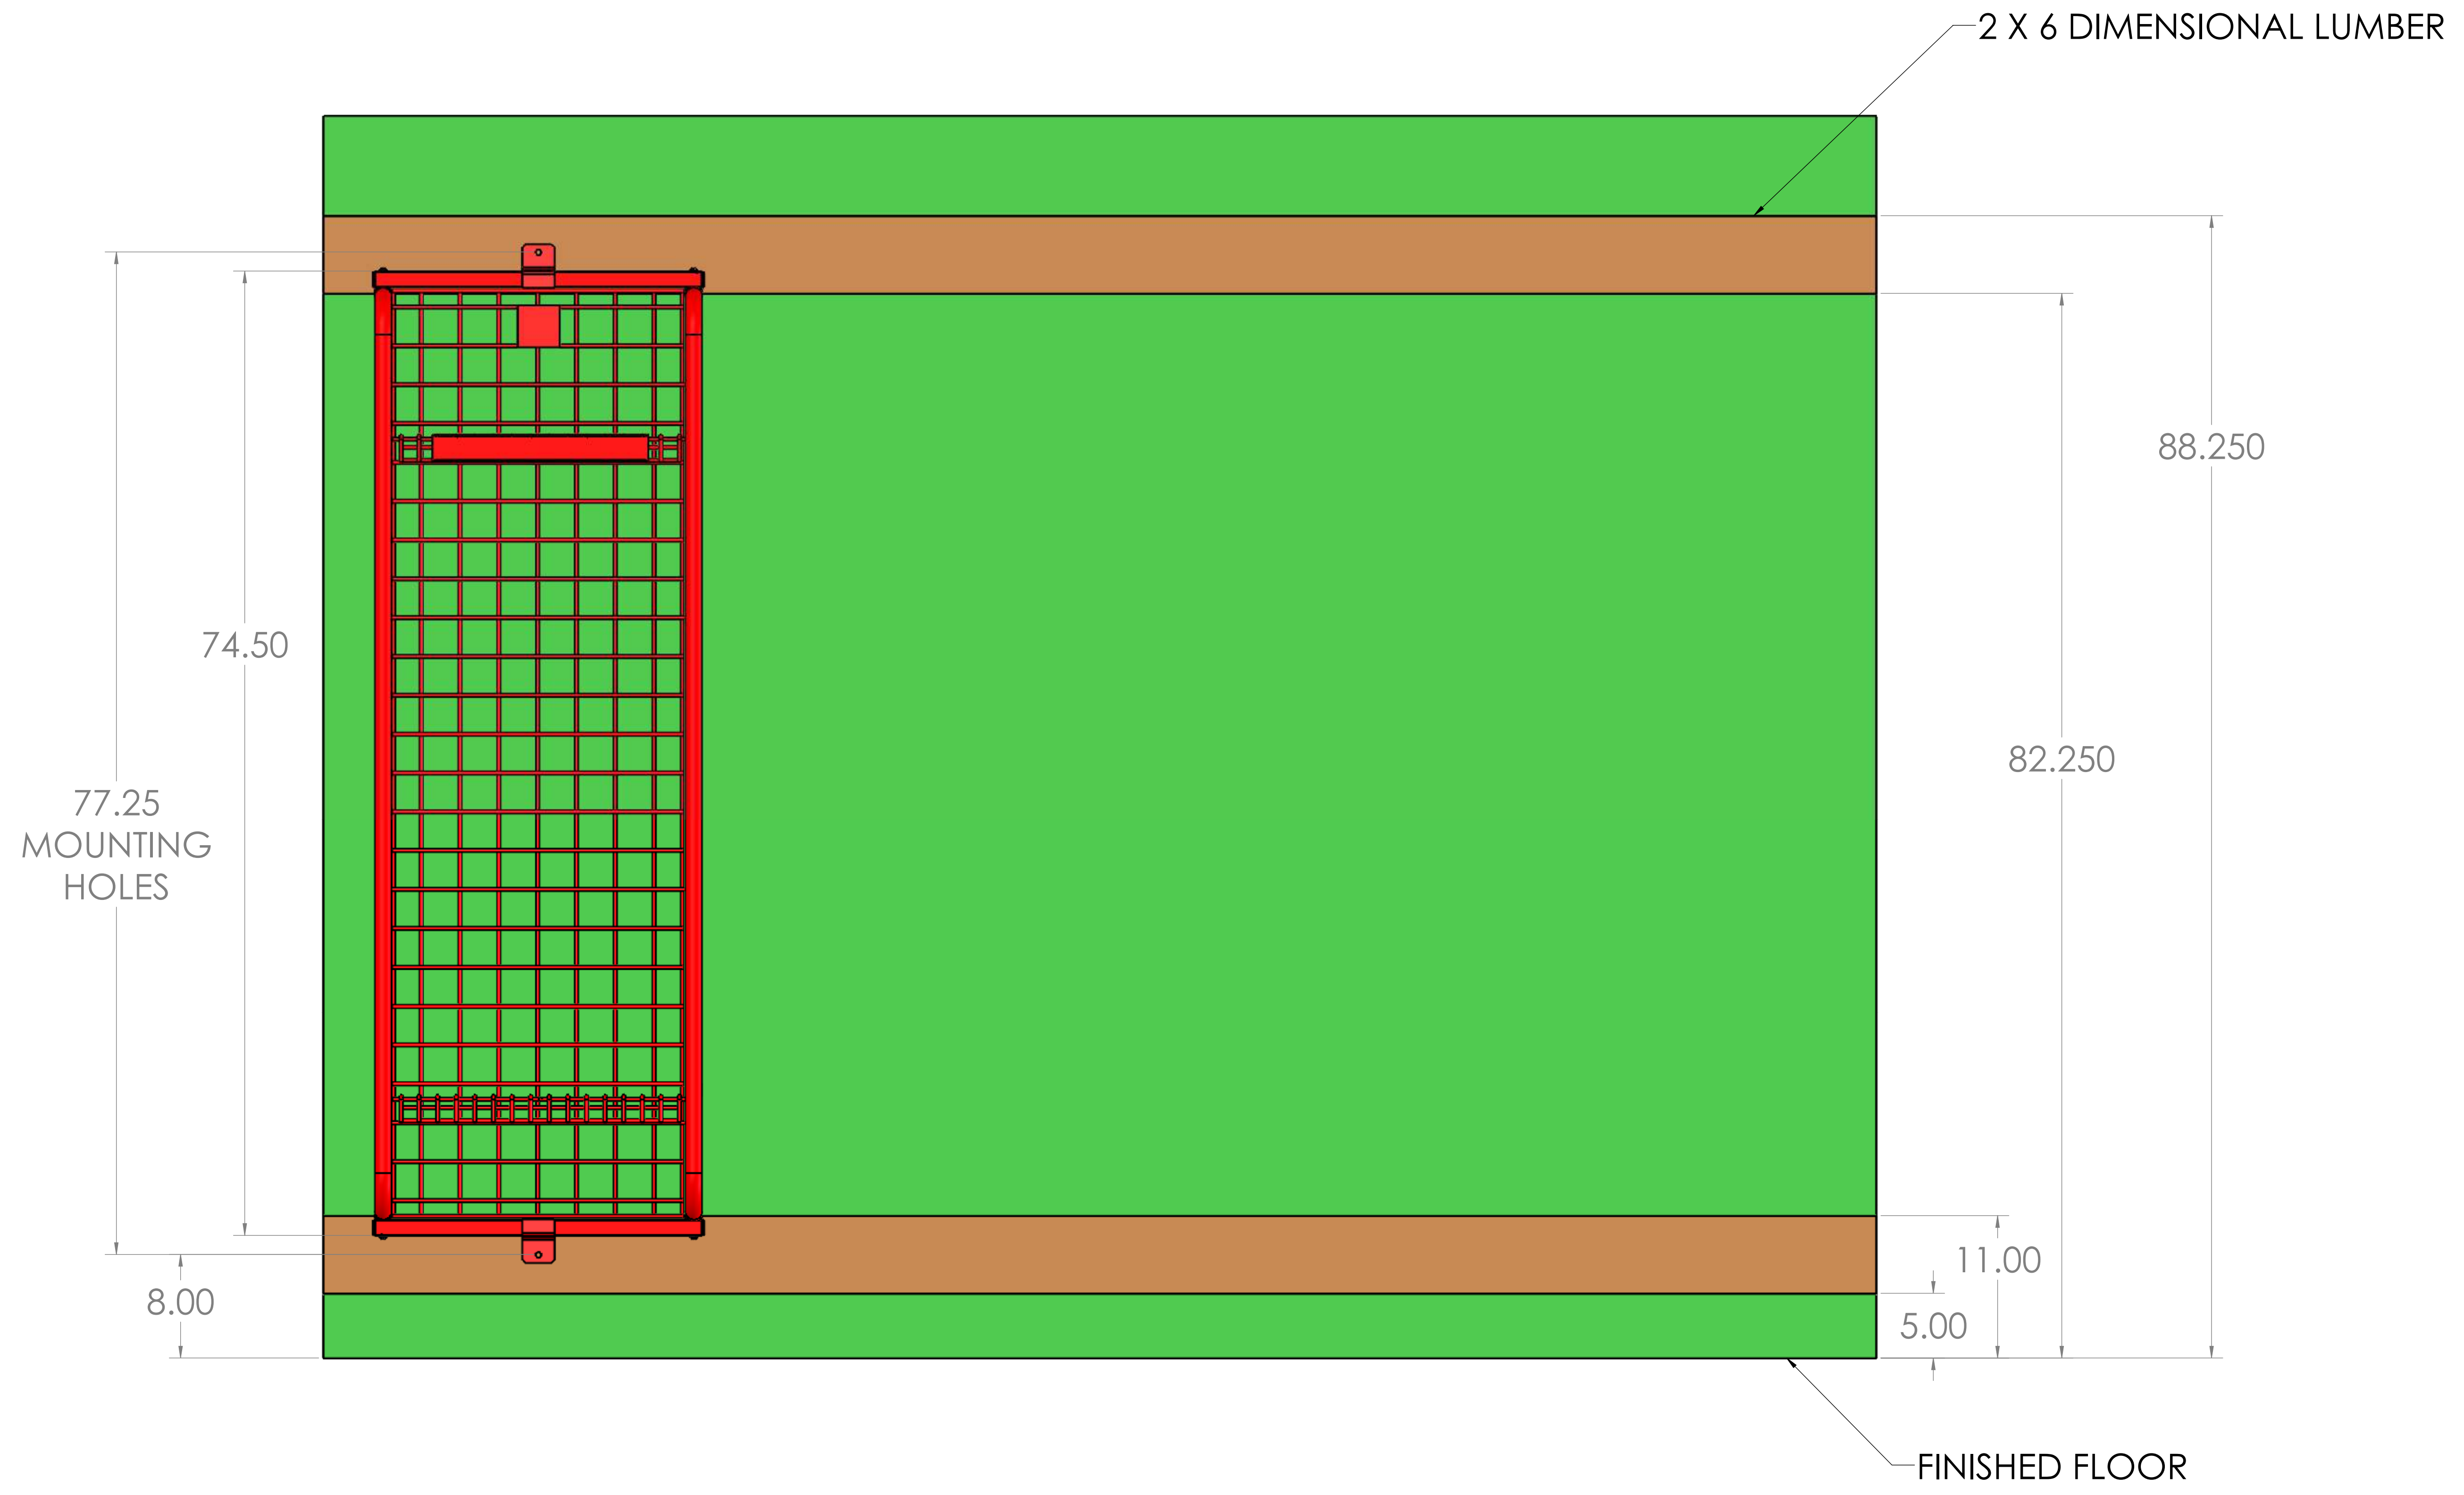 2 X 6 DIMENSIONAL LUMBER
88.250
74.50
82.250
77.25
MOUNTING
HOLES
11.00
8.00
5.00
FINISHED FLOOR